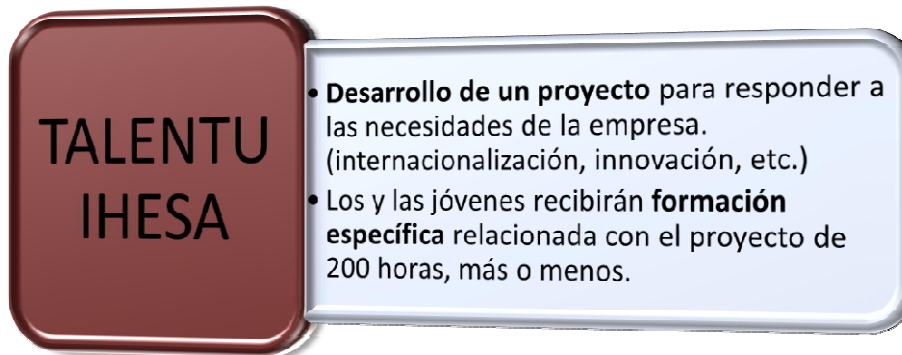 TALENTU
IHESA
• Desarrollo de un proyecto para responder a
las necesidades de la empresa.
(internacionalización, innovación, etc.)
• Los y las jóvenes recibirán formación
específica relacionada con el proyecto de
200 horas, más o menos.